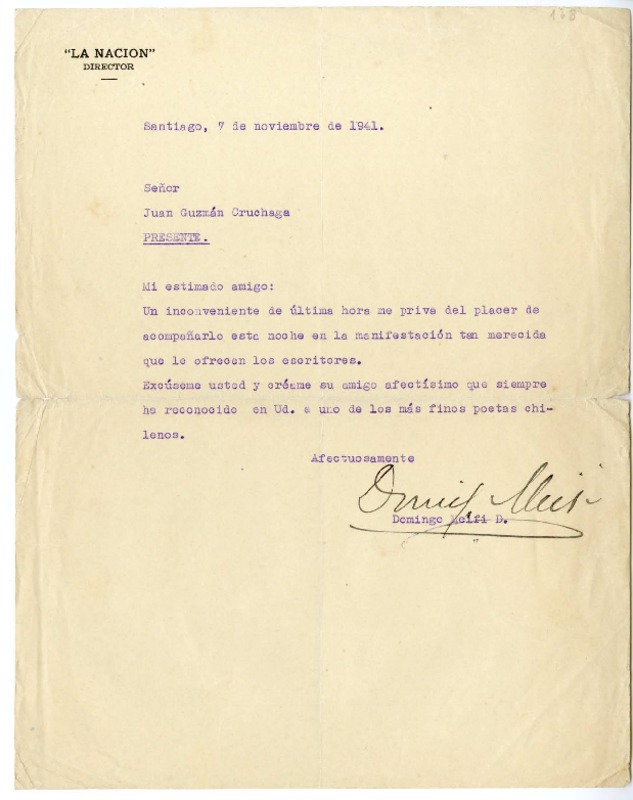 178
"LA NACION"
DIRECTOR
Santiago, 7 de noviembre de 1941.
Señor
Juan Guzmán Cruchaga
PRESENTE.
Mi estimado amigo:
Un inconveniente de última hora me priva del placer de
acompañarlo esta noche en la manifestación tan merecida
que le ofrecen los escritores.
Excúseme usted y créame su amigo afectísimo que siempre
ha reconocido en Ud. a uno de los más finos poetas chi-
lenos.
Afectuosamente
Domingo Melfi
Domingo Melfi D.